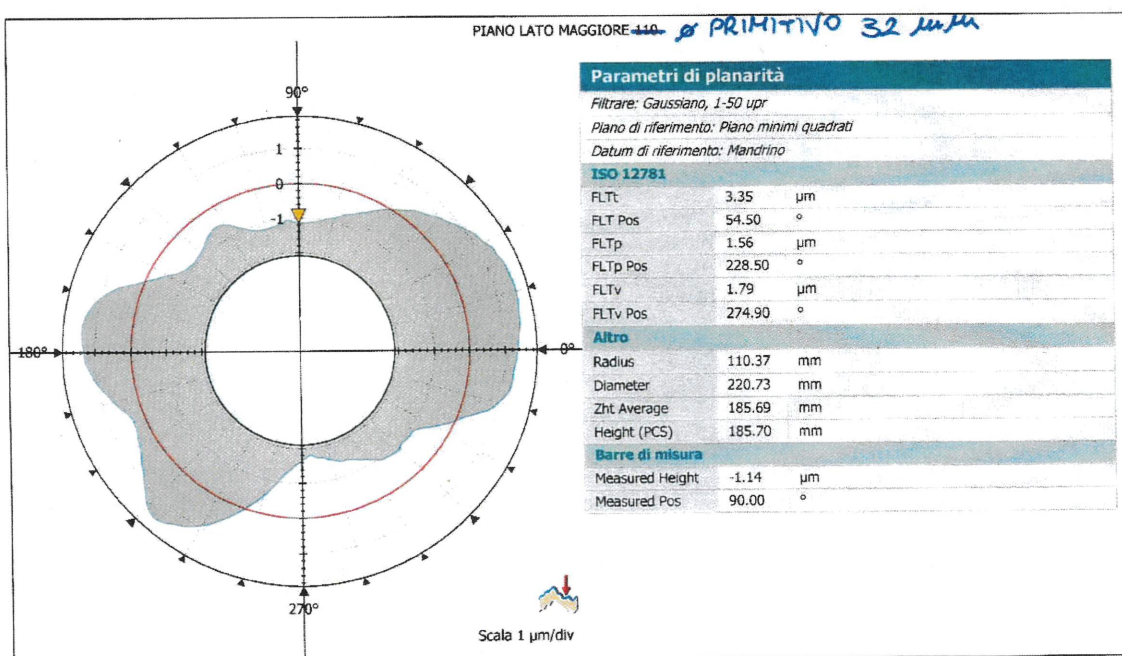 PIANO LATO MAGGIORE 110 ø PRIMITIVO 32 mm
Parametri di planarità
Filtrare: Gaussiano, 1-50 upr
Piano di riferimento: Piano minimi quadrati
Datum di riferimento: Mandrino
ISO 12781
FLTt 3.35 µm
FLT Pos 54.50 °
FLTp 1.56 µm
FLTp Pos 228.50 °
FLTv 1.79 µm
FLTv Pos 274.90 °
Altro
Radius 110.37 mm
Diameter 220.73 mm
Zht Average 185.69 mm
Height (PCS) 185.70 mm
Barre di misura
Measured Height -1.14 µm
Measured Pos 90.00 °
90°
1
0
-1
180°
0°
270°
Scala 1 µm/div